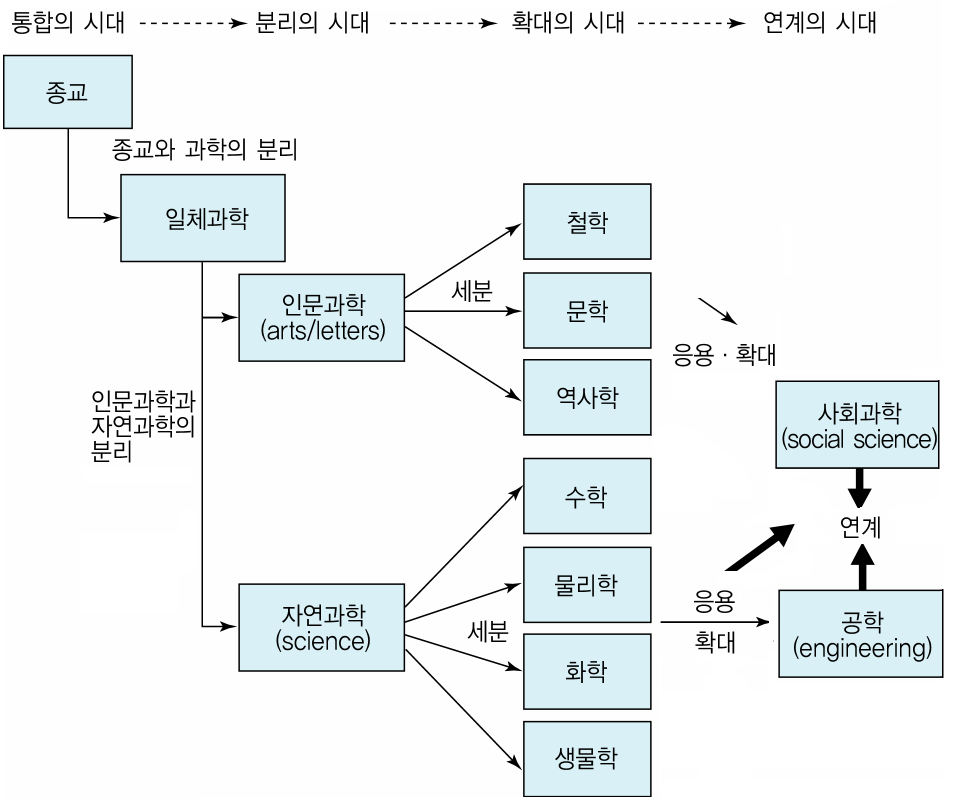 통합의 시대
분리의 시대
확대의 시대
연계의 시대
종교
종교와 과학의 분리
일체과학
인문과학
(arts/letters)
세분
철학
문학
역사학
응용·확대
인문과학과
자연과학의
분리
사회과학
(social science)
연계
수학
물리학
자연과학
(science)
세분
화학
생물학
응용
확대
공학
(engineering)